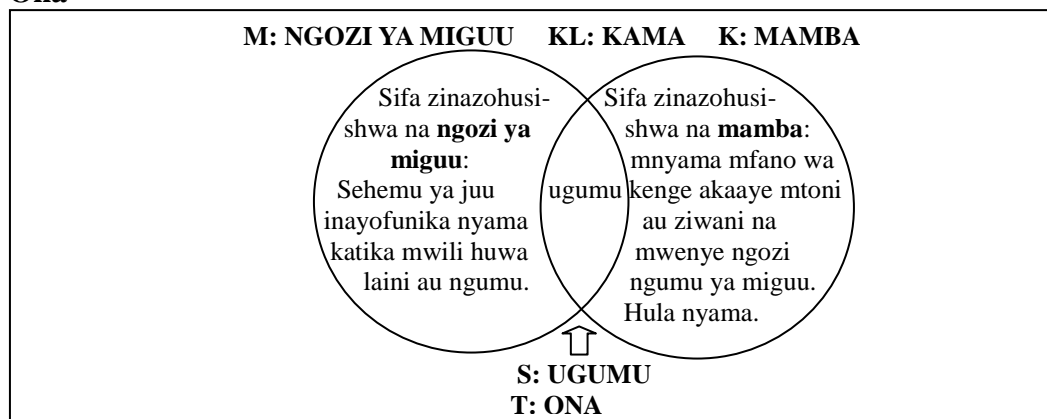 Ona
M: NGOZI YA MIGUU KL: KAMA K: MAMBA
Sifa zinazohusi-
shwa na ngozi ya
miguu:
Sehemu ya juu
inayofunika nyama
katika mwili huwa
laini au ngumu.
ugumu
Sifa zinazohusi-
shwa na mamba:
mnyama mfano wa
kenge akaaye mtoni
au ziwani na
mwenye ngozi
ngumu ya miguu.
Hula nyama.
S: UGUMU
T: ONA